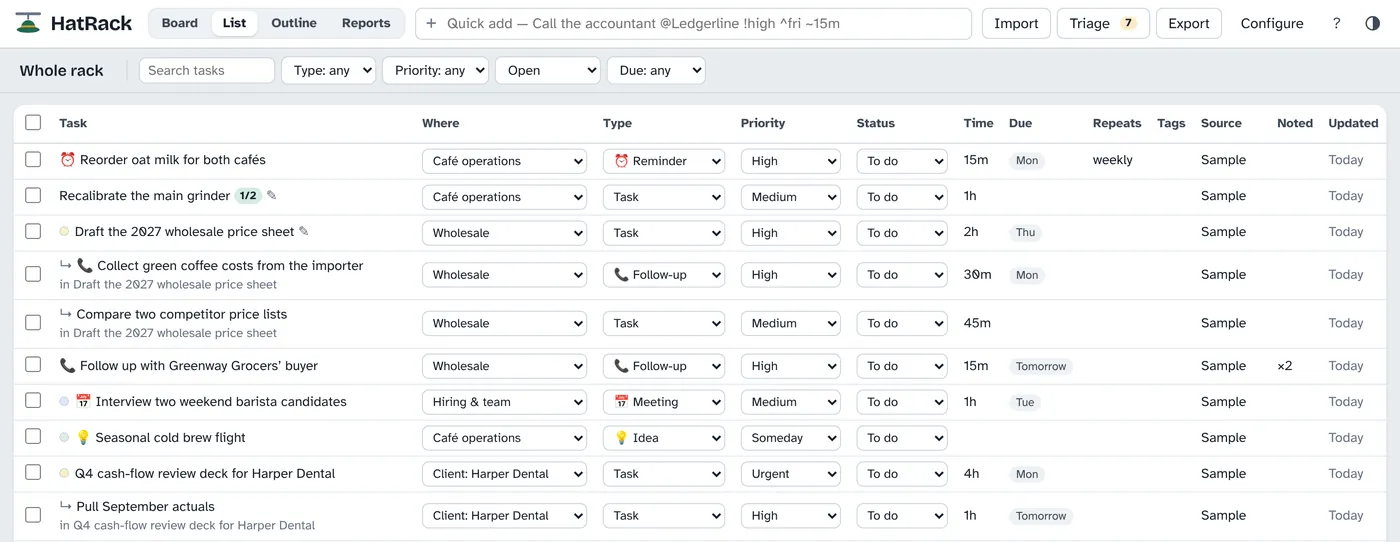 HatRack Board List Outline Reports + Quick add — Call the accountant @Ledgerline !high ^fri ~15m Import Triage 7 Export Configure ?
Whole rack Search tasks Type: any Priority: any Open Due: any
Task Where Type Priority Status Time Due Repeats Tags Source Noted Updated
⏰ Reorder oat milk for both cafés Café operations ⏰ Reminder High To do 15m Mon weekly Sample Today
Recalibrate the main grinder 1/2 ✎ Café operations Task Medium To do 1h Sample Today
Draft the 2027 wholesale price sheet ✎ Wholesale Task High To do 2h Thu Sample Today
↳ 📞 Collect green coffee costs from the importer Wholesale 📞 Follow-up High To do 30m Mon Sample Today
in Draft the 2027 wholesale price sheet
↳ Compare two competitor price lists Wholesale Task Medium To do 45m Sample Today
in Draft the 2027 wholesale price sheet
📞 Follow up with Greenway Grocers’ buyer Wholesale 📞 Follow-up High To do 15m Tomorrow Sample ×2 Today
📅 Interview two weekend barista candidates Hiring & team 📅 Meeting Medium To do 1h Tue Sample Today
💡 Seasonal cold brew flight Café operations 💡 Idea Someday To do Sample Today
Q4 cash-flow review deck for Harper Dental Client: Harper Dental Task Urgent To do 4h Mon Sample Today
↳ Pull September actuals Client: Harper Dental Task High To do 1h Tomorrow Sample Today
in Q4 cash-flow review deck for Harper Dental